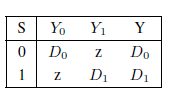 S Y₀ Y₁ Y
0 D₀ z D₀
1 z D₁ D₁